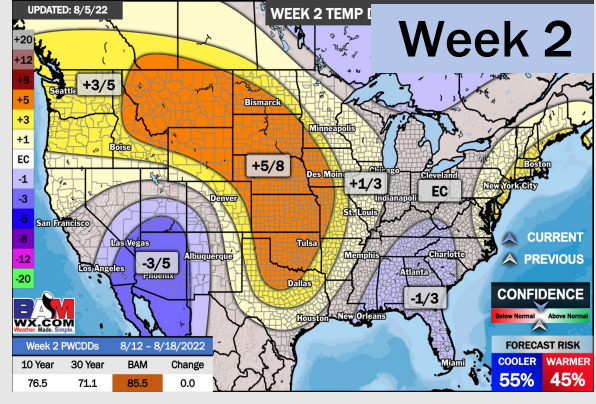 UPDATED: 8/5/22
WEEK 2 TEMP D
Week 2
+20
+12
+8
+5
+3
+1
EC
-1
-3
-5
-8
-12
-20
Seattle
+3/5
Bismarck
Minneapolis
Boise
+5/8
Des Moin
Chicago
Cleveland
Boston
New York City
+1/3
Indianapoli
EC
Denver
St. Louis
San Francisco
Las Vegas
Tulsa
Memphis
Charlotte
CURRENT
PREVIOUS
Los Angeles
-3/5
Phoenix
Albuquerque
Dallas
Atlanta
-1/3
Houston
New Orleans
Miami
CONFIDENCE
Below Normal
Above Normal
FORECAST RISK
COOLER
WARMER
55%
45%
BAM
WX.COM
Weather. Made. Simple.
Week 2 PWCDDs 8/12 – 8/18/2022
10 Year 30 Year BAM Change
76.5 71.1 85.5 0.0